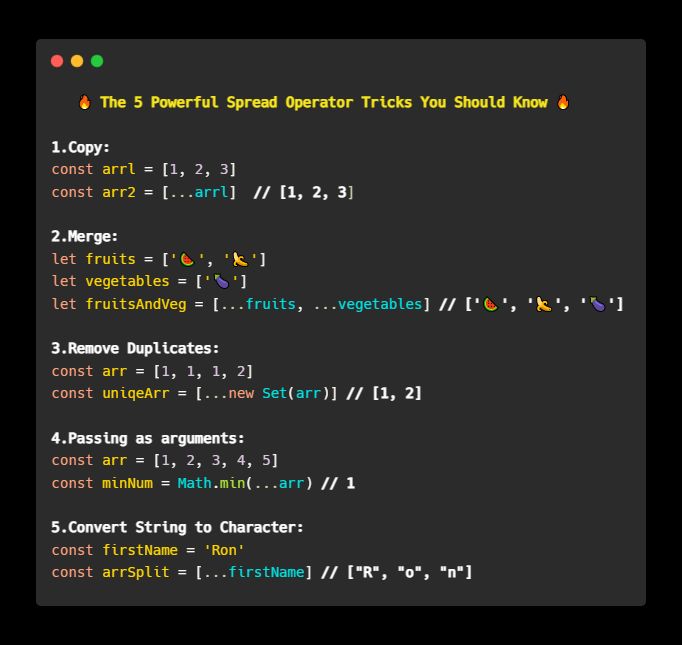 🔥 The 5 Powerful Spread Operator Tricks You Should Know 🔥
1.Copy:
const arrl = [1, 2, 3]
const arr2 = [...arrl]  // [1, 2, 3]
2.Merge:
let fruits = ['🍉', '🍌']
let vegetables = ['🍆']
let fruitsAndVeg = [...fruits, ...vegetables] // ['🍉', '🍌', '🍆']
3.Remove Duplicates:
const arr = [1, 1, 1, 2]
const uniqeArr = [...new Set(arr)] // [1, 2]
4.Passing as arguments:
const arr = [1, 2, 3, 4, 5]
const minNum = Math.min(...arr) // 1
5.Convert String to Character:
const firstName = 'Ron'
const arrSplit = [...firstName] // ["R", "o", "n"]